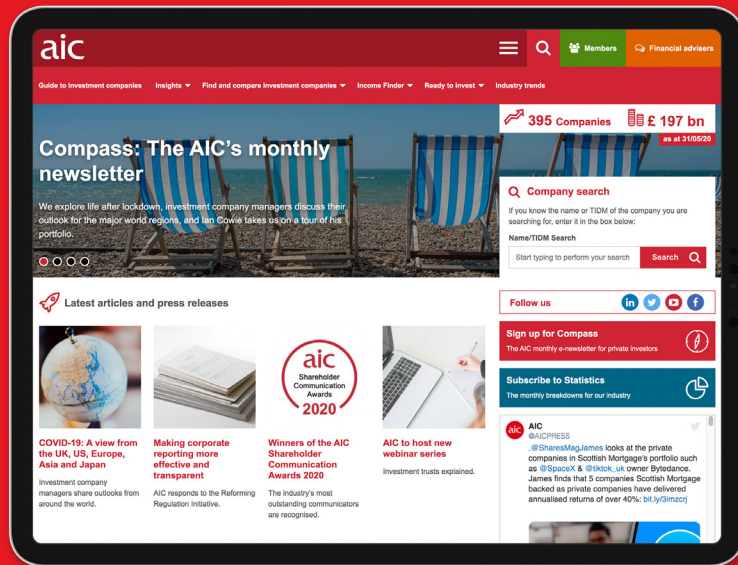 aic
Members
Financial advisers
Guide to investment companies
Insights
Find and compare investment companies
Income Finder
Ready to invest
Industry trends
395 Companies
£ 197 bn
as at 31/05/20
Compass: The AIC's monthly
newsletter
We explore life after lockdown, investment company managers discuss their
outlook for the major world regions, and Ian Cowie takes us on a tour of his
portfolio.
Company search
If you know the name or TIDM of the company you are
searching for, enter it in the box below:
Name/TIDM Search
Start typing to perform your search
Search
Latest articles and press releases
aic
Shareholder
Communication
Awards
2020
COVID-19: A view from
the UK, US, Europe,
Asia and Japan
Investment company
managers share outlooks from
around the world.
Making corporate
reporting more
effective and
transparent
AIC responds to the Reforming
Regulation Initiative.
Winners of the AIC
Shareholder
Communication
Awards 2020
The industry's most
outstanding communicators
are recognised.
AIC to host new
webinar series
Investment trusts explained.
Follow us
in
f
Sign up for Compass
The AIC monthly e-newsletter for private investors
Subscribe to Statistics
The monthly breakdowns for our industry
aic
AIC
@AICPRESS
.@SharesMagJames looks at the private
companies in Scottish Mortgage's portfolio such
as @SpaceX & @tiktok_uk owner Bytedance.
James finds that 5 companies Scottish Mortgage
backed as private companies have delivered
annualised returns of over 40%: bit.ly/3imzcrj